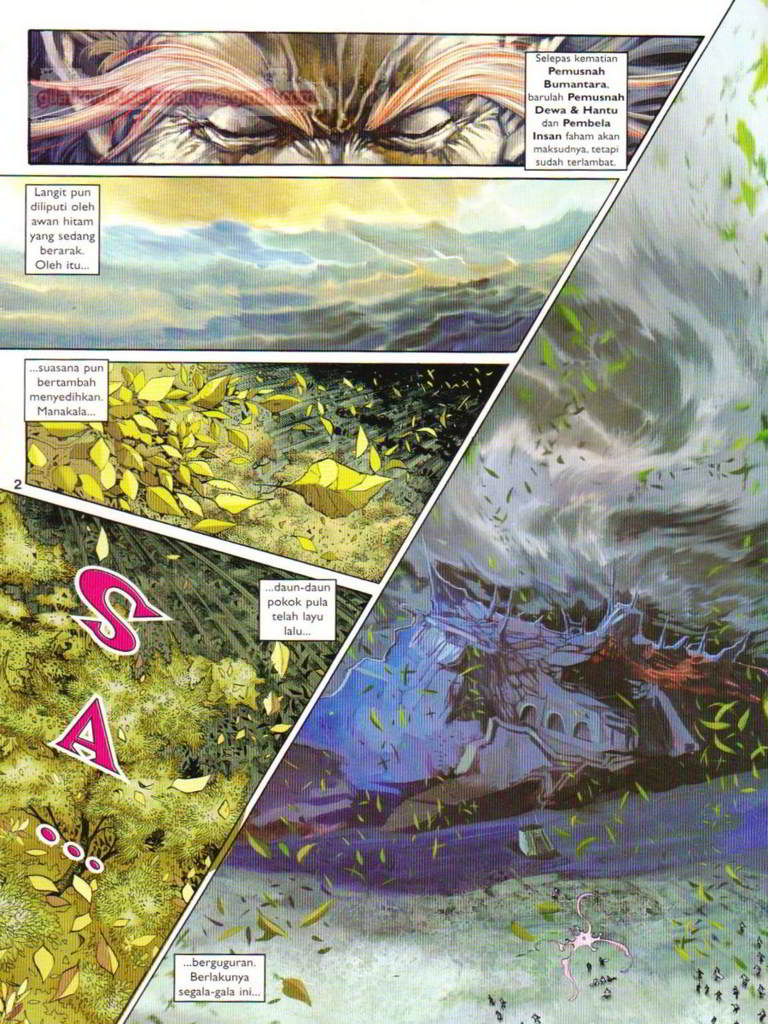 Selepas kematian
Pemusnah
Bumantara,
barulah Pemusnah
Dewa & Hantu
dan Pembela
Insan faham akan
maksudnya, tetapi
sudah terlambat.
Langit pun
diliputi oleh
awan hitam
yang sedang
berarak.
Oleh itu...
...suasana pun
bertambah
menyedihkan.
Manakala...
2
...daun-daun
pokok pula
telah layu
lalu...
S
A
...
...berguguran.
Berlakunya
segala-gala ini...